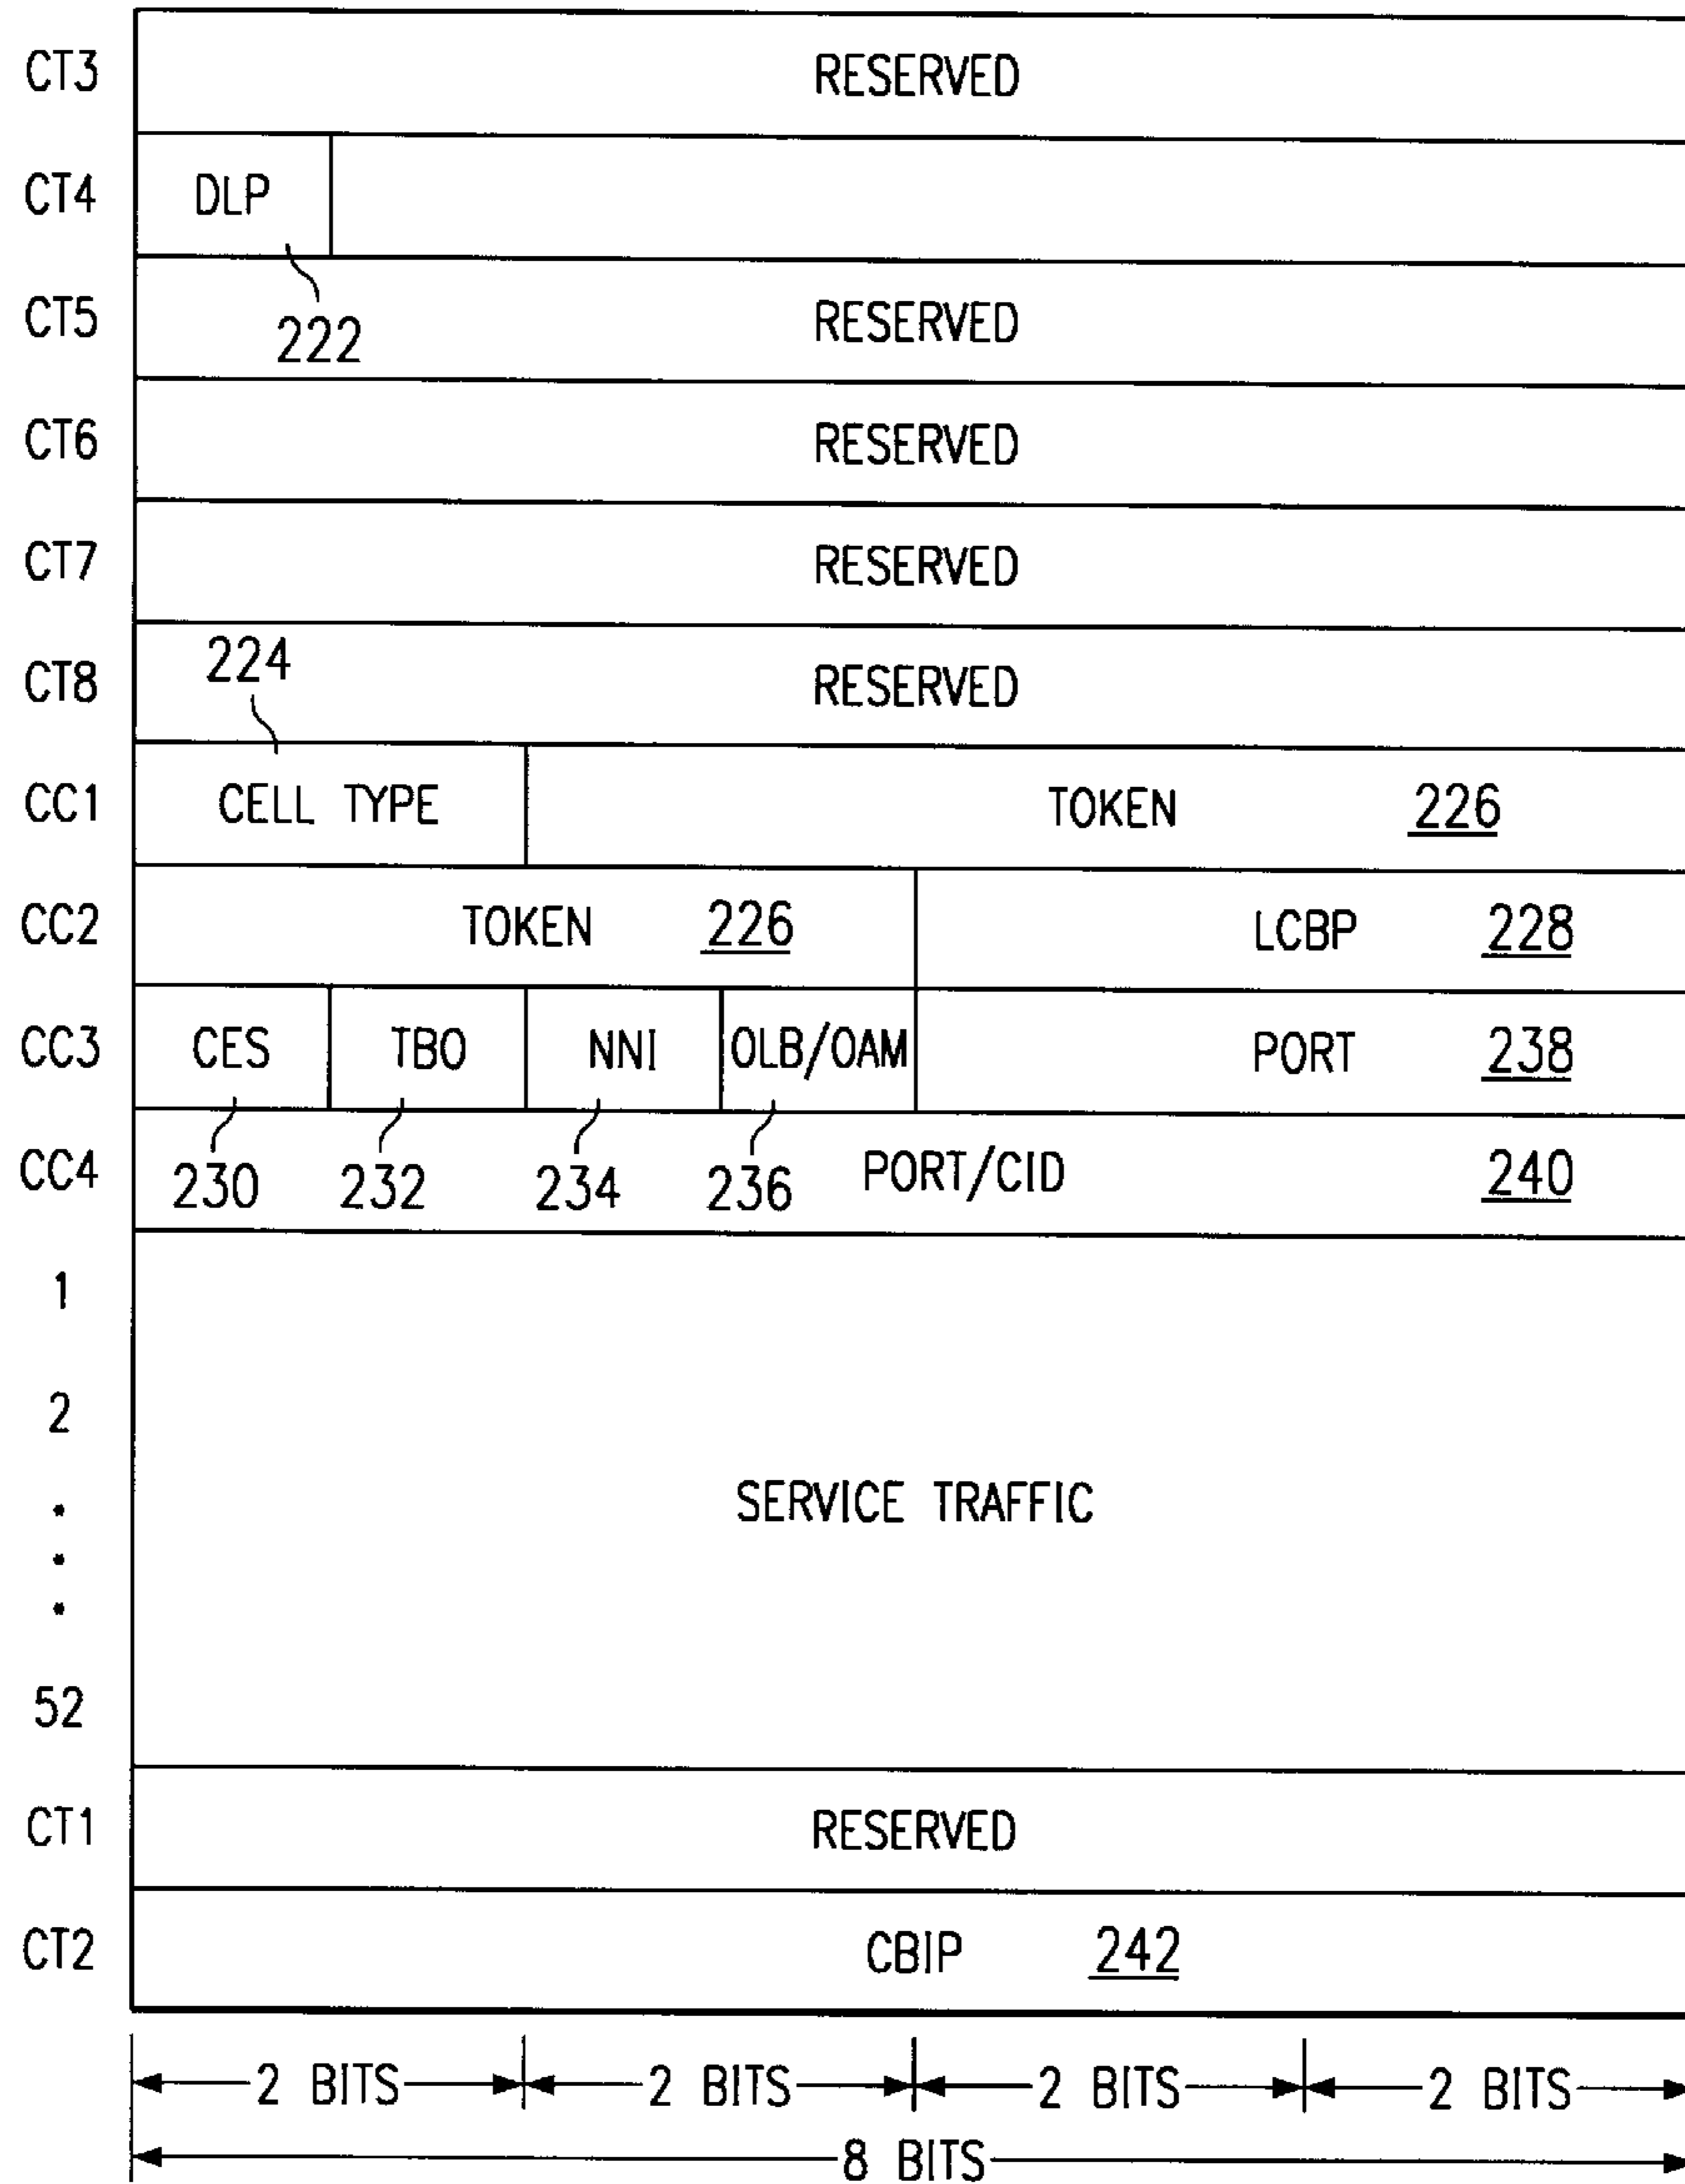 CT3 RESERVED
CT4 DLP
222
CT5 RESERVED
CT6 RESERVED
CT7 RESERVED
224
CT8 RESERVED
CC1 CELL TYPE TOKEN 226
CC2 TOKEN 226 LCBP 228
CC3 CES TBO NNI OLB/OAM PORT 238
CC4 230 232 234 236 PORT/CID 240
1
2
SERVICE TRAFFIC
52
CT1 RESERVED
CT2 CBIP 242
2 BITS 2 BITS 2 BITS 2 BITS
8 BITS